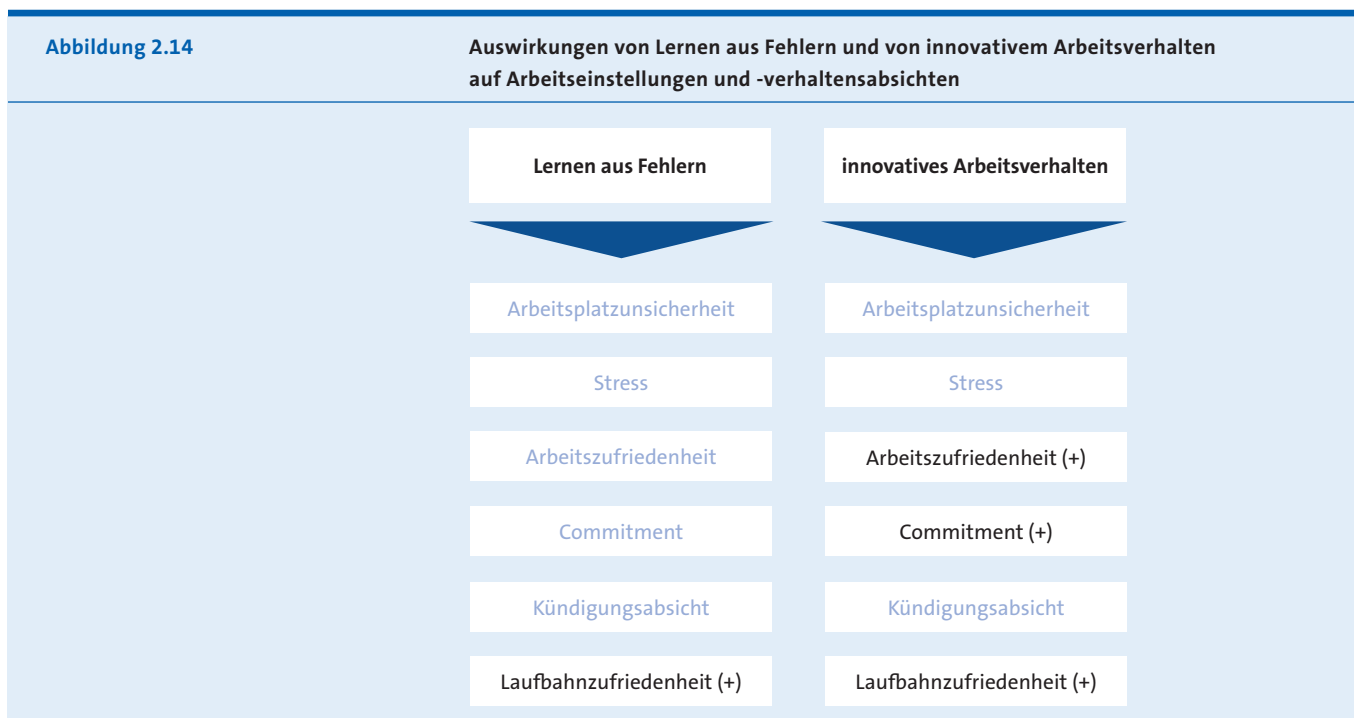 Abbildung 2.14
Auswirkungen von Lernen aus Fehlern und von innovativem Arbeitsverhalten
auf Arbeitseinstellungen und -verhaltensabsichten
Lernen aus Fehlern
innovatives Arbeitsverhalten
Arbeitsplatzunsicherheit
Arbeitsplatzunsicherheit
Stress
Stress
Arbeitszufriedenheit
Arbeitszufriedenheit (+)
Commitment
Commitment (+)
Kündigungsabsicht
Kündigungsabsicht
Laufbahnzufriedenheit (+)
Laufbahnzufriedenheit (+)